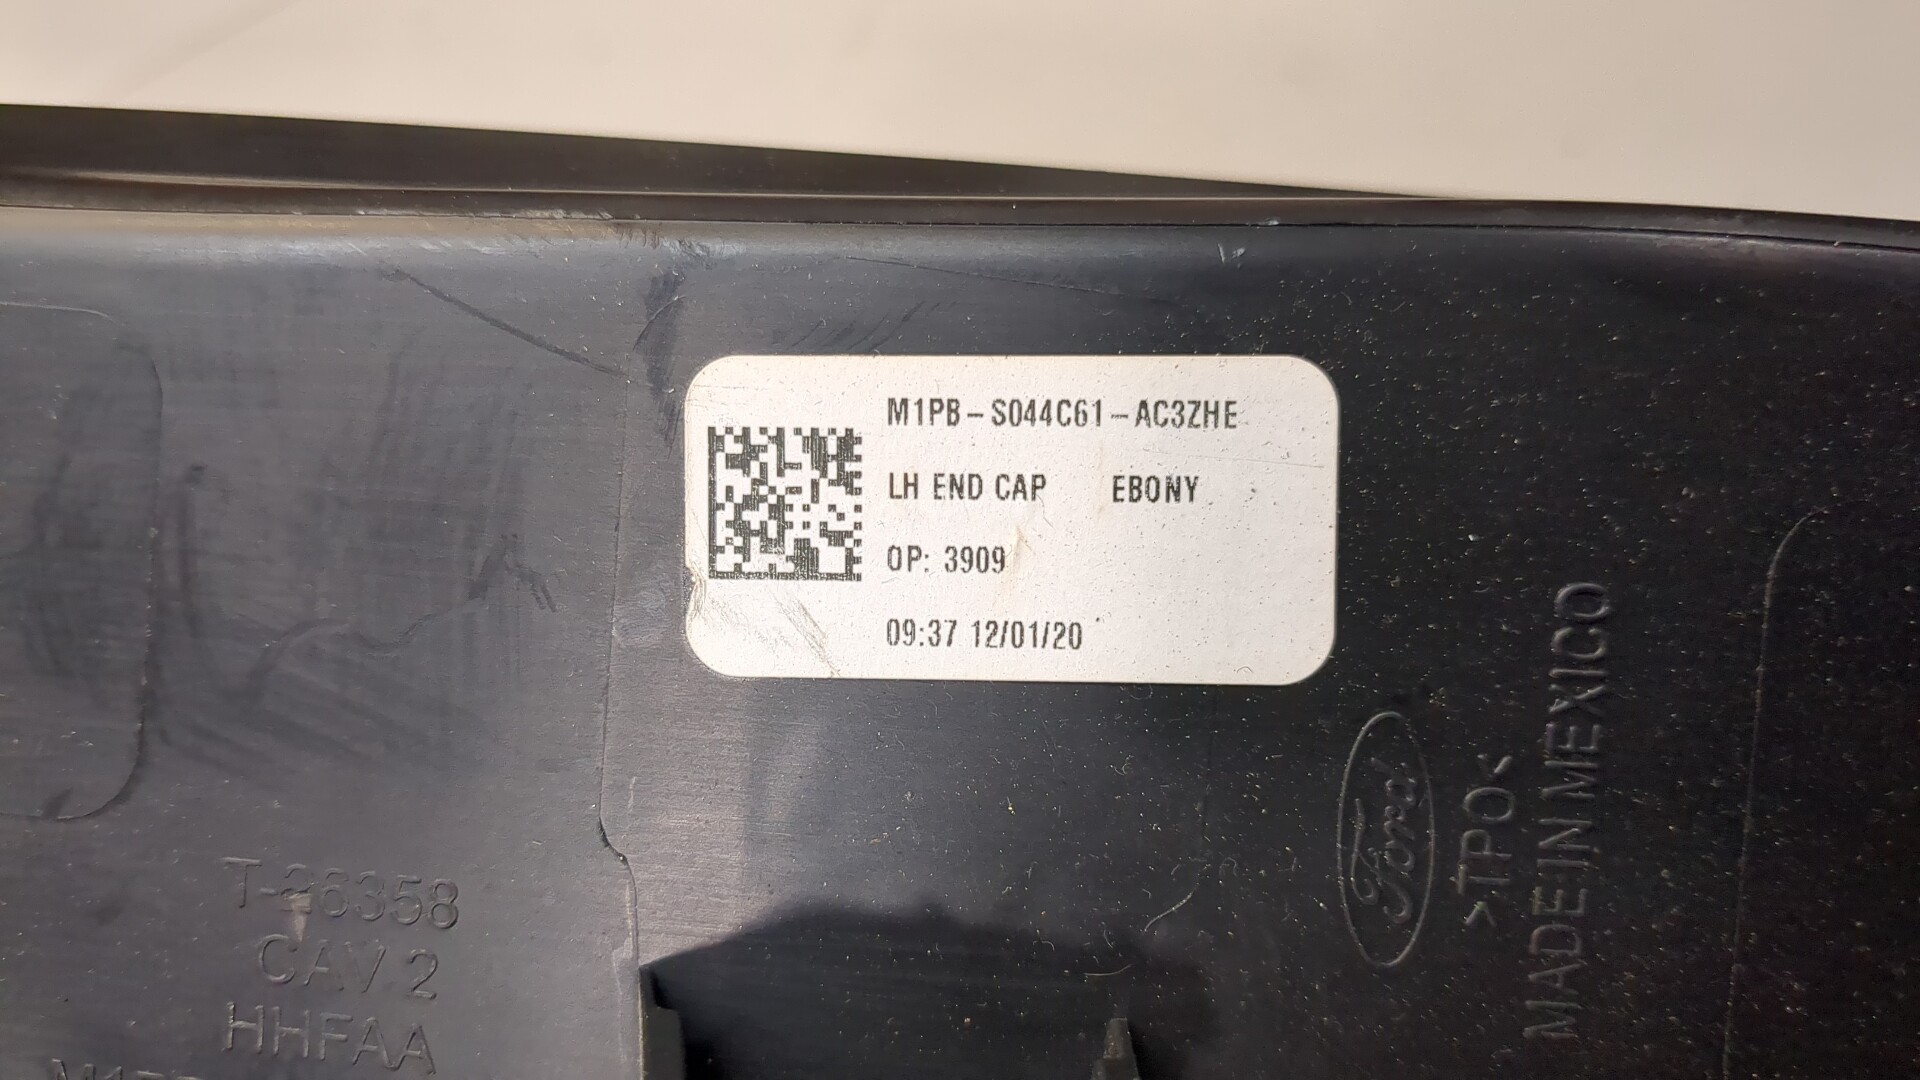 M1PB-S044C61-AC3ZHE
LH END CAP EBONY
OP: 3909
09:37 12/01/20
Ford
>TPO<
MADE IN MEXICO
T-26358
CAV 2
HHFAA